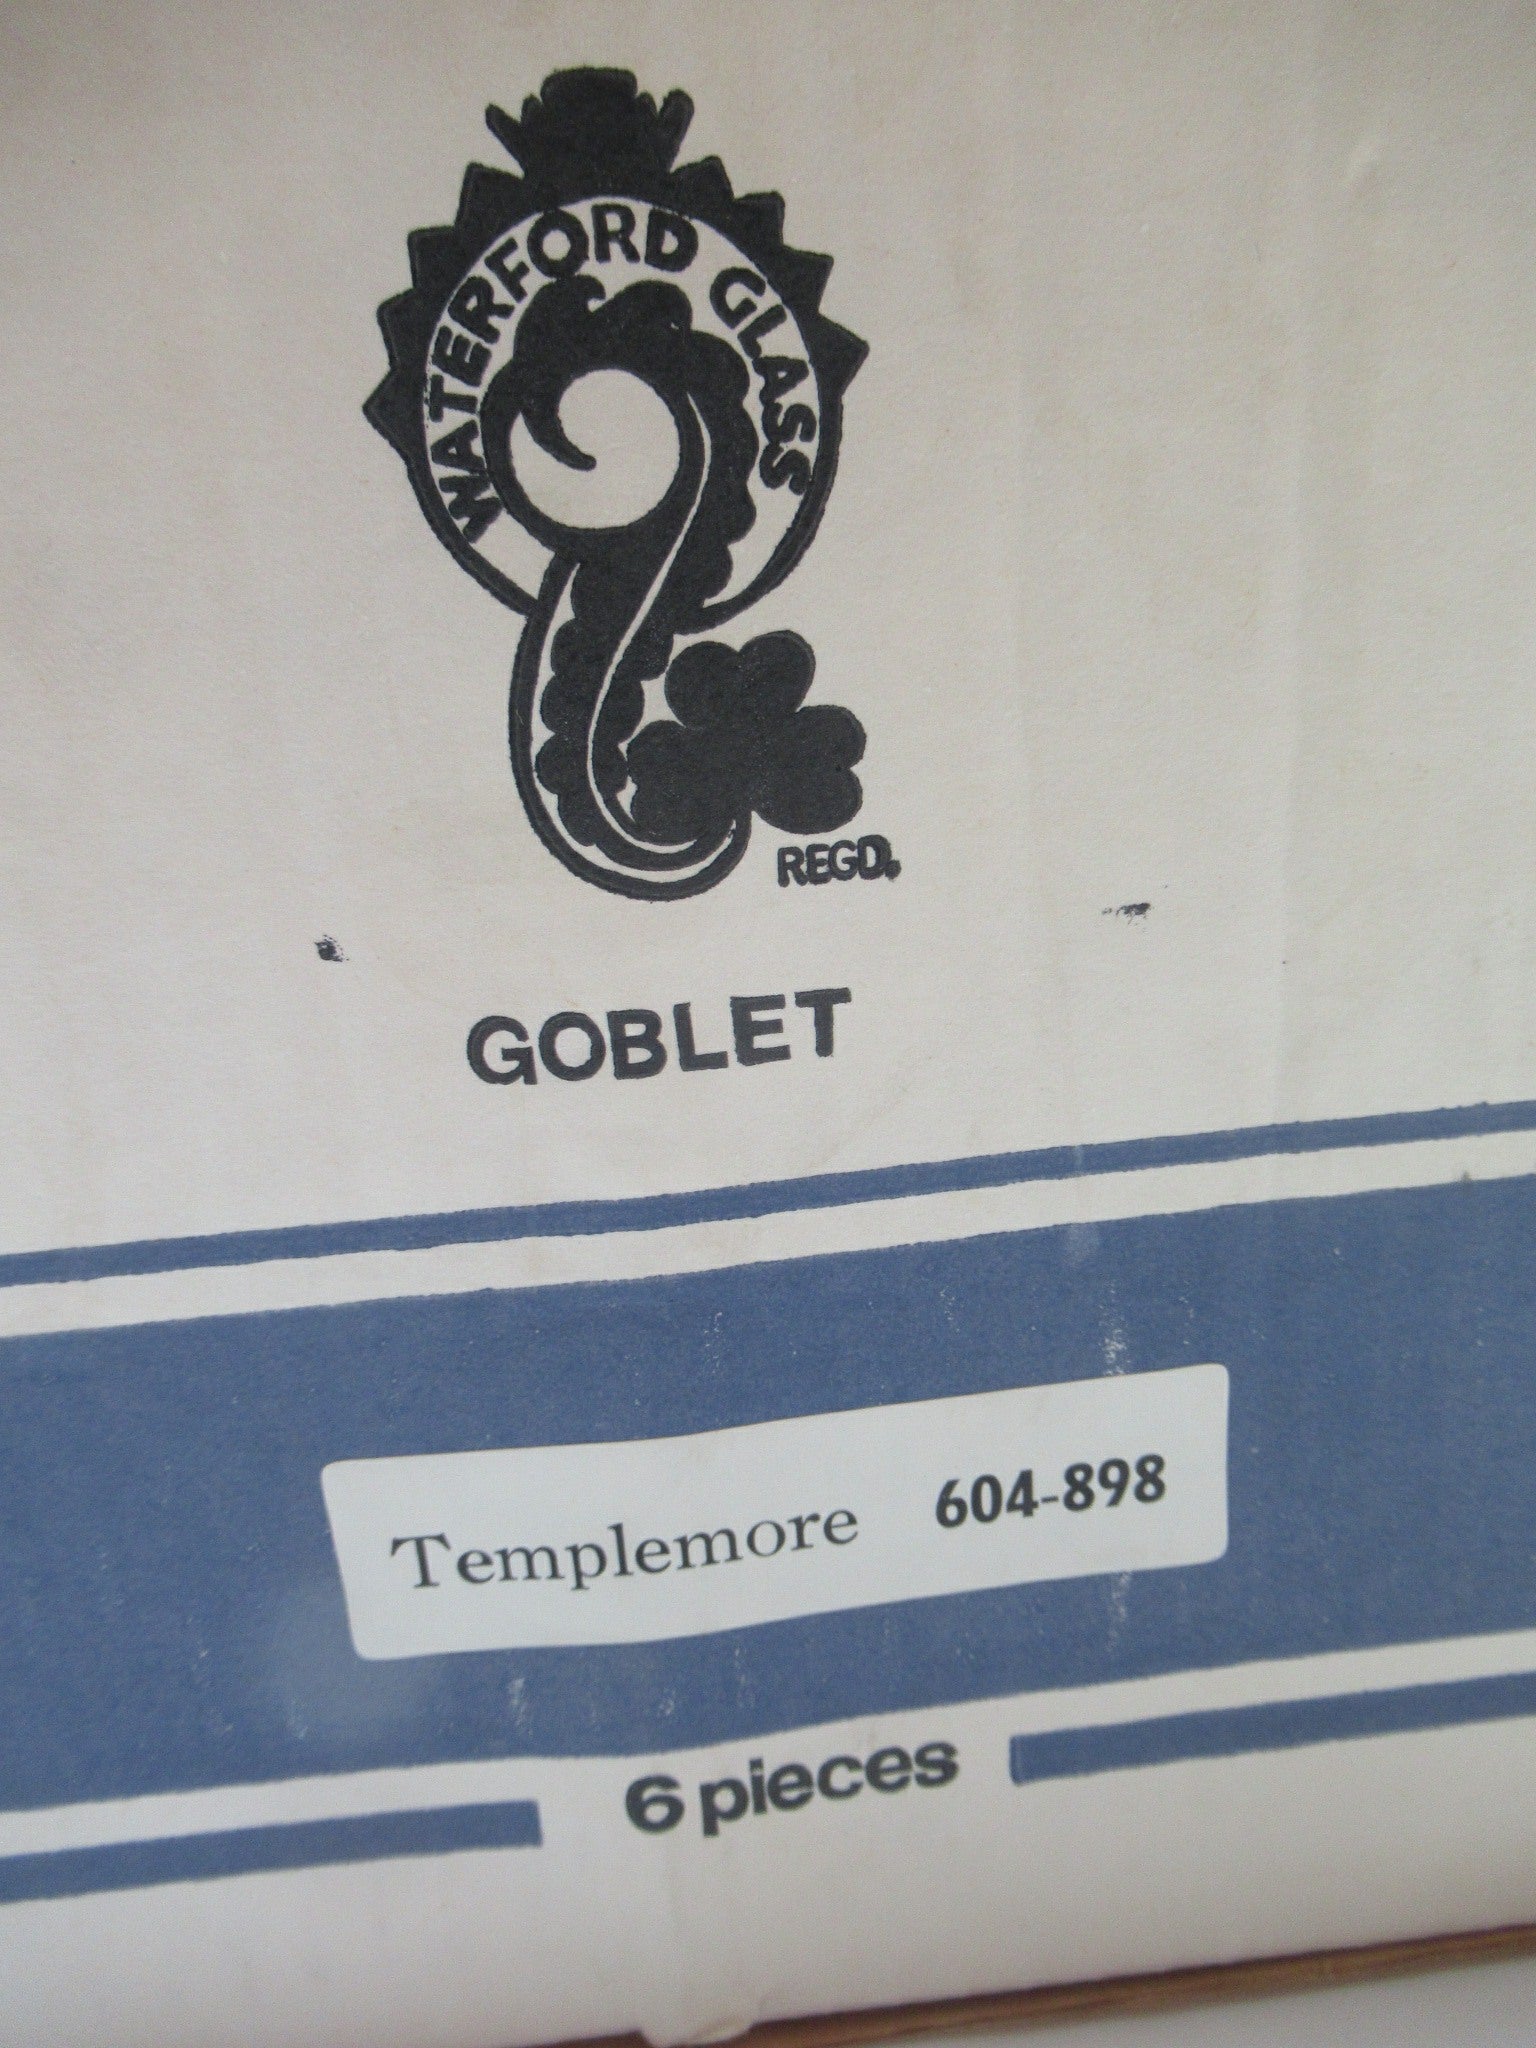 WATERFORD GLASS
REGD.
GOBLET
Templemore 604-898
6 pieces